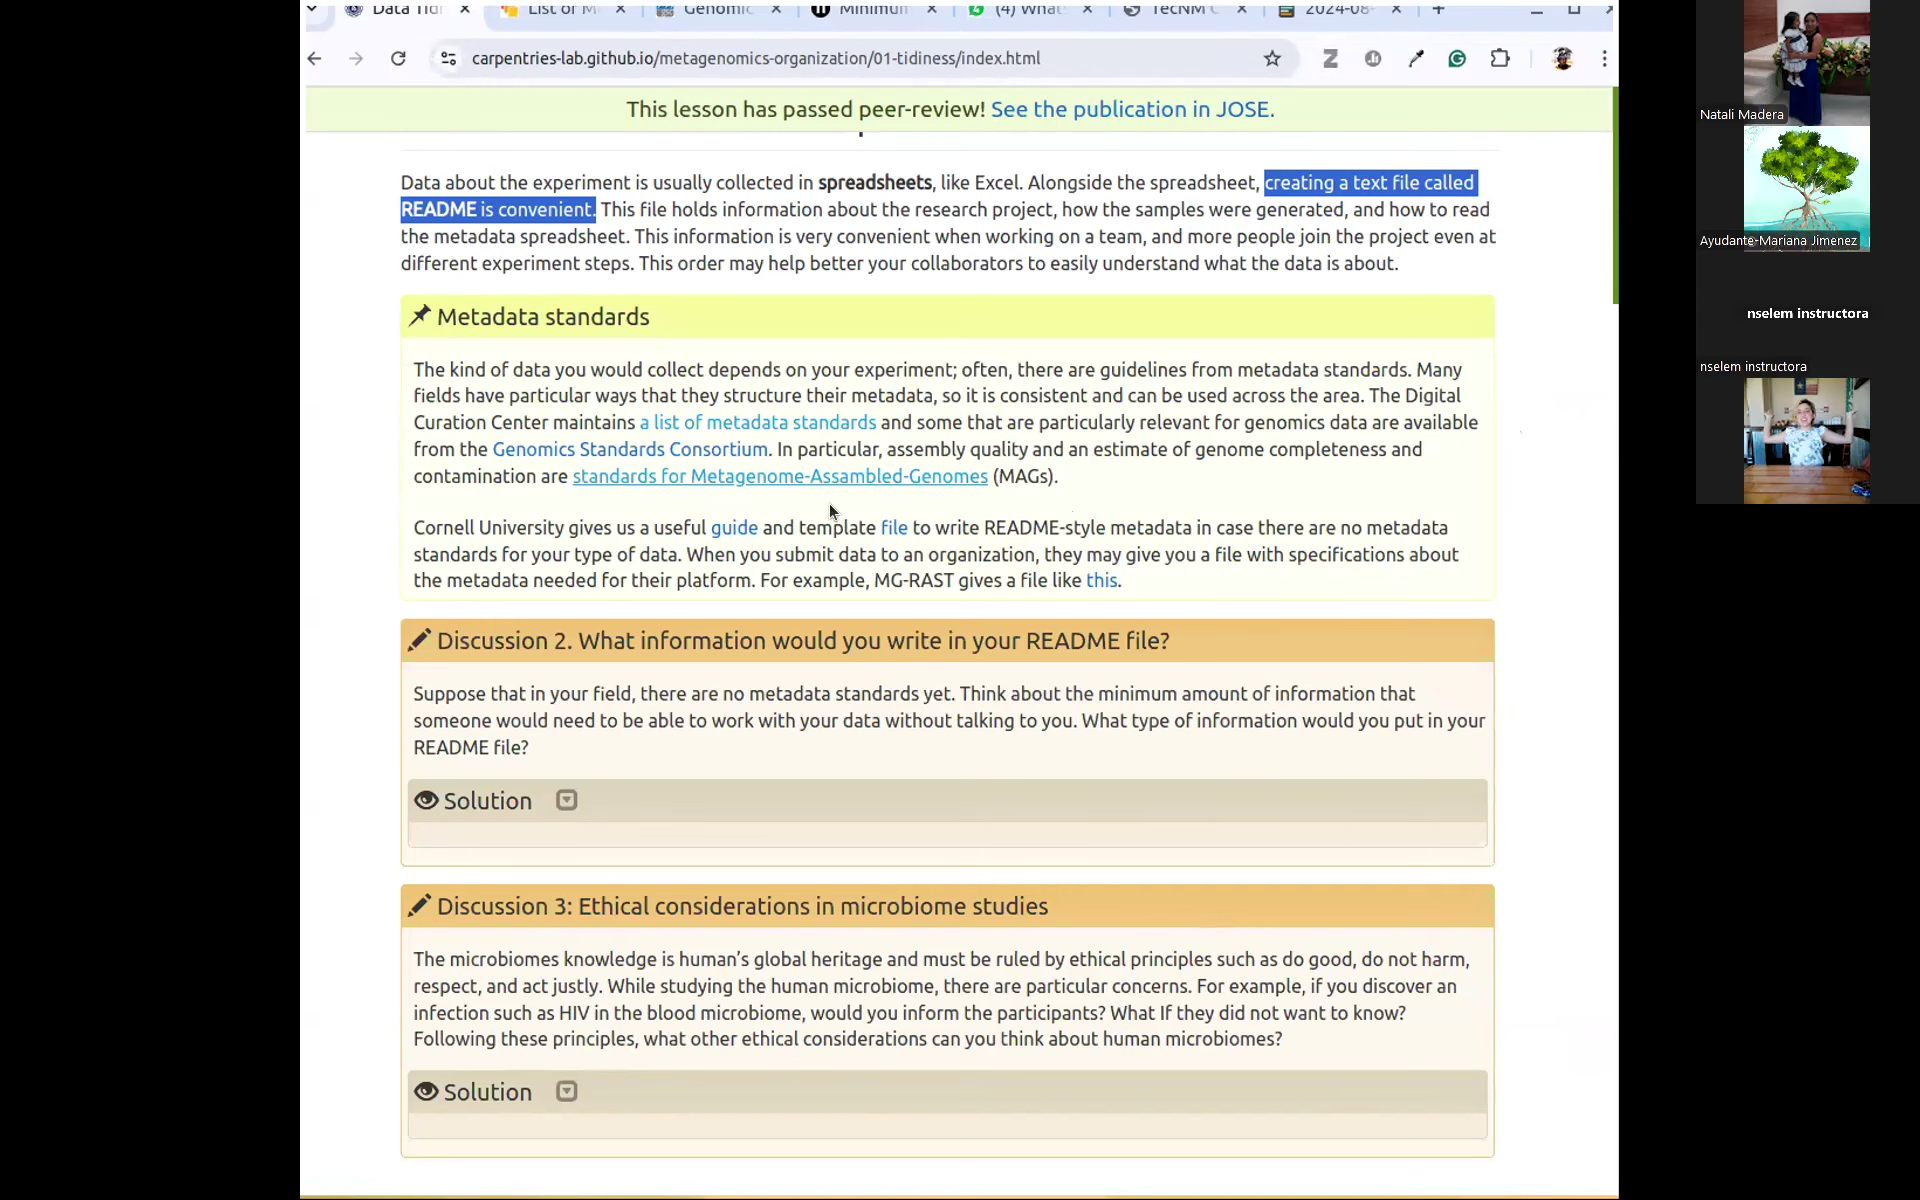 Data Tid
List of M
Genomic
Minimum
(4) What
TecNM C
2024-08-
carpentries-lab.github.io/metagenomics-organization/01-tidiness/index.html
This lesson has passed peer-review! See the publication in JOSE.
Data about the experiment is usually collected in spreadsheets, like Excel. Alongside the spreadsheet, creating a text file called
README is convenient. This file holds information about the research project, how the samples were generated, and how to read
the metadata spreadsheet. This information is very convenient when working on a team, and more people join the project even at
different experiment steps. This order may help better your collaborators to easily understand what the data is about.
Metadata standards
The kind of data you would collect depends on your experiment; often, there are guidelines from metadata standards. Many
fields have particular ways that they structure their metadata, so it is consistent and can be used across the area. The Digital
Curation Center maintains a list of metadata standards and some that are particularly relevant for genomics data are available
from the Genomics Standards Consortium. In particular, assembly quality and an estimate of genome completeness and
contamination are standards for Metagenome-Assambled-Genomes (MAGs).
Cornell University gives us a useful guide and template file to write README-style metadata in case there are no metadata
standards for your type of data. When you submit data to an organization, they may give you a file with specifications about
the metadata needed for their platform. For example, MG-RAST gives a file like this.
Discussion 2. What information would you write in your README file?
Suppose that in your field, there are no metadata standards yet. Think about the minimum amount of information that
someone would need to be able to work with your data without talking to you. What type of information would you put in your
README file?
Solution
Discussion 3: Ethical considerations in microbiome studies
The microbiomes knowledge is human's global heritage and must be ruled by ethical principles such as do good, do not harm,
respect, and act justly. While studying the human microbiome, there are particular concerns. For example, if you discover an
infection such as HIV in the blood microbiome, would you inform the participants? What If they did not want to know?
Following these principles, what other ethical considerations can you think about human microbiomes?
Solution
Natali Madera
Ayudante-Mariana Jimenez
nselem instructora
nselem instructora